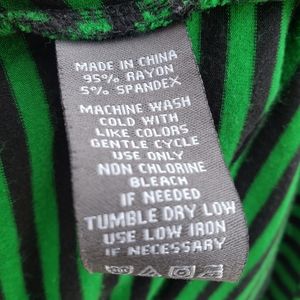 MADE IN CHINA
95% RAYON
5% SPANDEX
MACHINE WASH
COLD WITH
LIKE COLORS
GENTLE CYCLE
USE ONLY
NON CHLORINE
BLEACH
IF NEEDED
TUMBLE DRY LOW
USE LOW IRON
IF NECESSARY